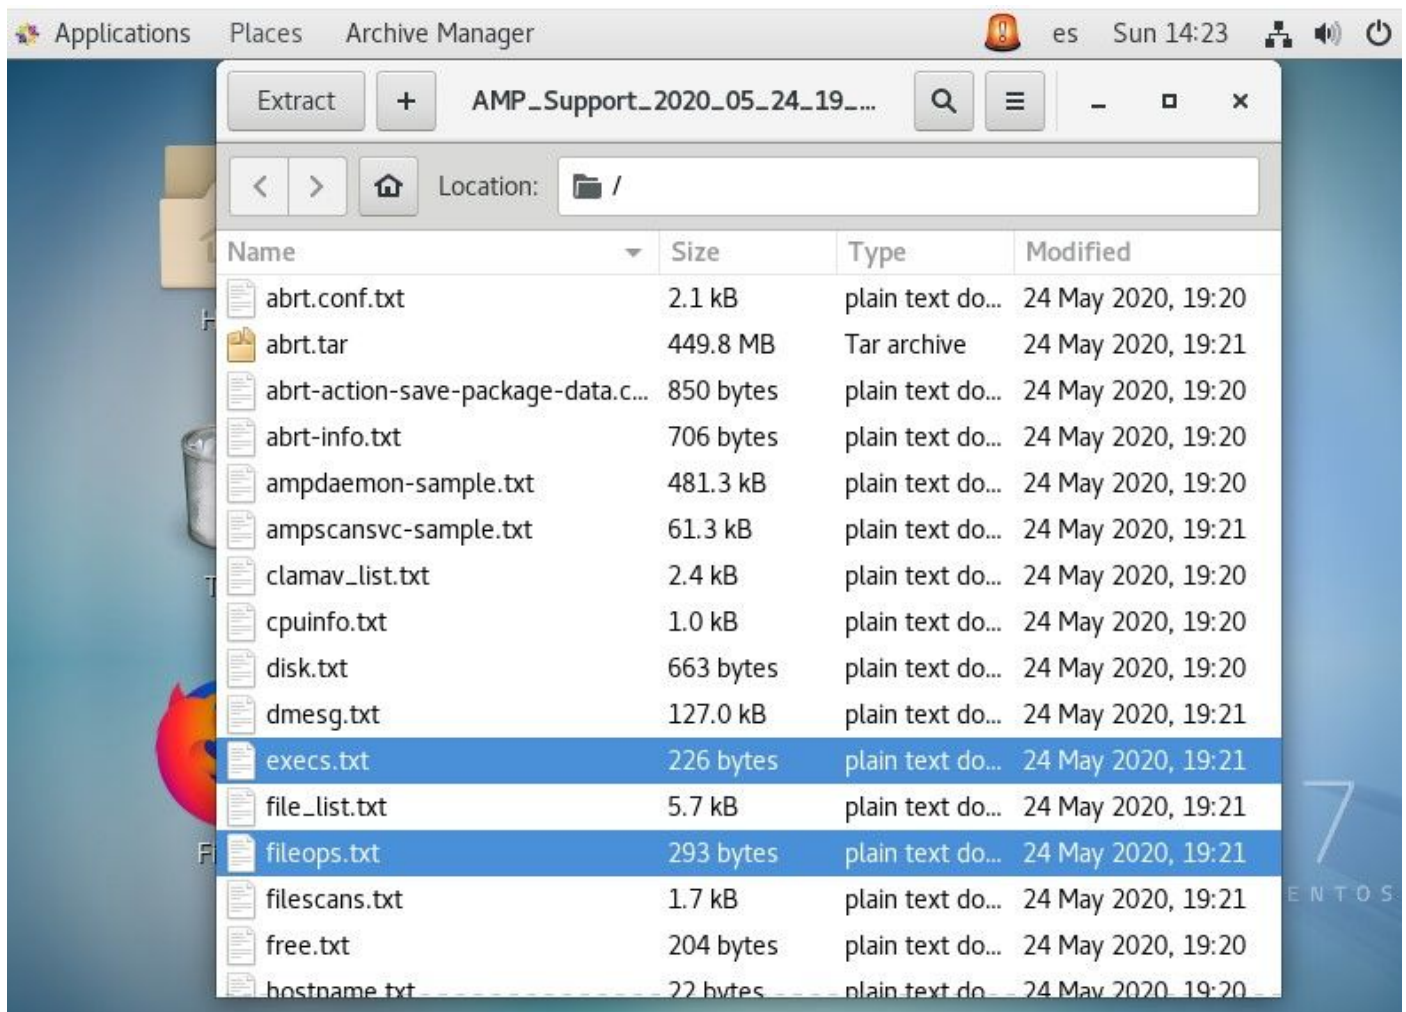 Applications Places Archive Manager es Sun 14:23
Extract + AMP_Support_2020_05_24_19_...
Location: /
Name Size Type Modified
abrt.conf.txt 2.1 kB plain text do... 24 May 2020, 19:20
abrt.tar 449.8 MB Tar archive 24 May 2020, 19:21
abrt-action-save-package-data.c... 850 bytes plain text do... 24 May 2020, 19:20
abrt-info.txt 706 bytes plain text do... 24 May 2020, 19:20
ampdaemon-sample.txt 481.3 kB plain text do... 24 May 2020, 19:20
ampscansvc-sample.txt 61.3 kB plain text do... 24 May 2020, 19:21
clamav_list.txt 2.4 kB plain text do... 24 May 2020, 19:20
cpuinfo.txt 1.0 kB plain text do... 24 May 2020, 19:20
disk.txt 663 bytes plain text do... 24 May 2020, 19:20
dmesg.txt 127.0 kB plain text do... 24 May 2020, 19:21
execs.txt 226 bytes plain text do... 24 May 2020, 19:21
file_list.txt 5.7 kB plain text do... 24 May 2020, 19:21
fileops.txt 293 bytes plain text do... 24 May 2020, 19:21
filescans.txt 1.7 kB plain text do... 24 May 2020, 19:21
free.txt 204 bytes plain text do... 24 May 2020, 19:20
hostname.txt 22 bytes plain text do... 24 May 2020, 19:20
H
T
Fi
7
ENTOS